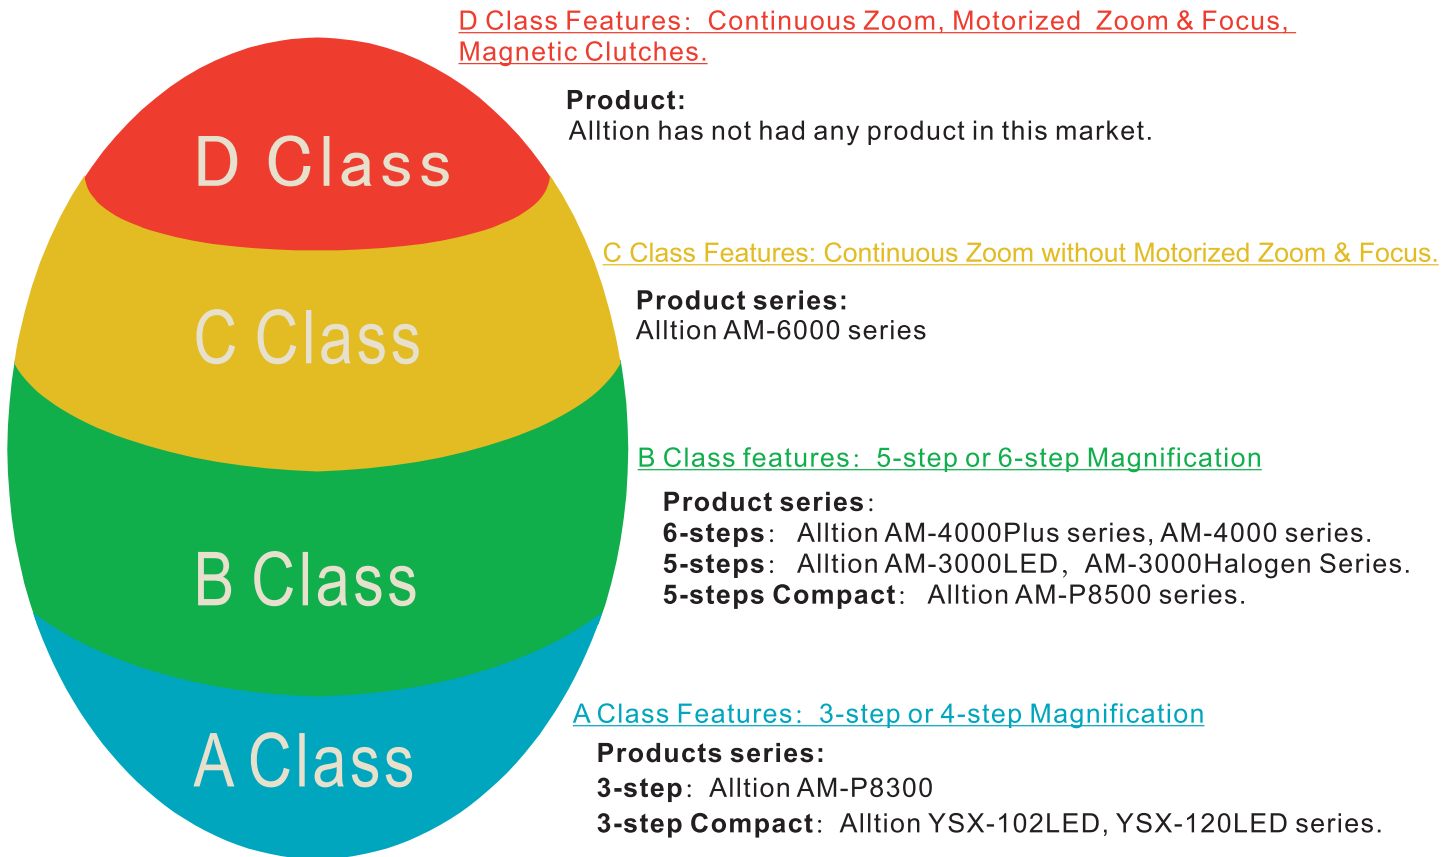 D Class Features： Continuous Zoom, Motorized Zoom & Focus,
Magnetic Clutches.
Product:
Alltion has not had any product in this market.
D Class
C Class Features: Continuous Zoom without Motorized Zoom & Focus.
Product series:
Alltion AM-6000 series
C Class
B Class features： 5-step or 6-step Magnification
Product series：
6-steps： Alltion AM-4000Plus series, AM-4000 series.
5-steps： Alltion AM-3000LED， AM-3000Halogen Series.
5-steps Compact： Alltion AM-P8500 series.
B Class
A Class Features： 3-step or 4-step Magnification
Products series:
3-step： Alltion AM-P8300
3-step Compact： Alltion YSX-102LED, YSX-120LED series.
A Class